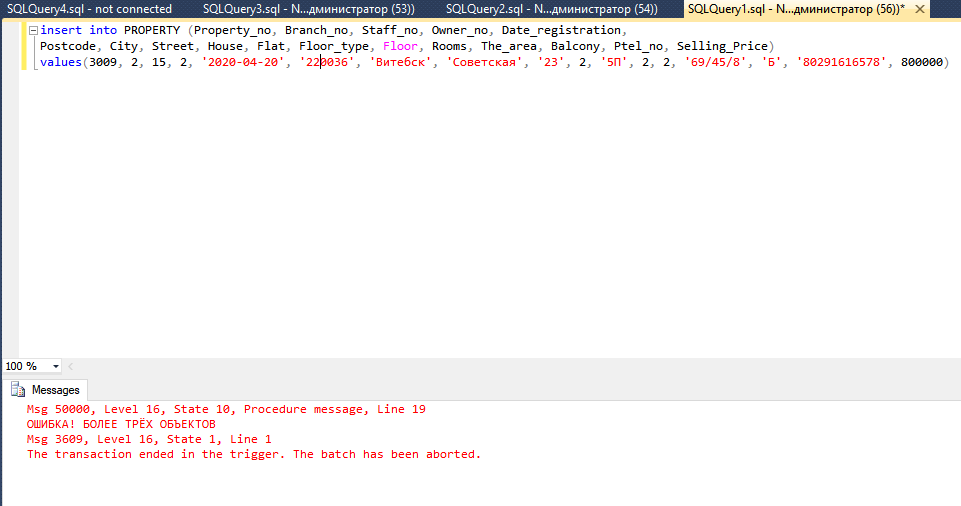 SQLQuery4.sql - not connected SQLQuery3.sql - N...дминистратор (53)) SQLQuery2.sql - N...дминистратор (54)) SQLQuery1.sql - N...дминистратор (56))*
insert into PROPERTY (Property_no, Branch_no, Staff_no, Owner_no, Date_registration,
Postcode, City, Street, House, Flat, Floor_type, Floor, Rooms, The_area, Balcony, Ptel_no, Selling_Price)
values(3009, 2, 15, 2, '2020-04-20', '220036', 'Витебск', 'Советская', '23', 2, '5П', 2, 2, '69/45/8', 'Б', '80291616578', 800000)
100 %
Messages
Msg 50000, Level 16, State 10, Procedure message, Line 19
ОШИБКА! БОЛЕЕ ТРЁХ ОБЪЕКТОВ
Msg 3609, Level 16, State 1, Line 1
The transaction ended in the trigger. The batch has been aborted.